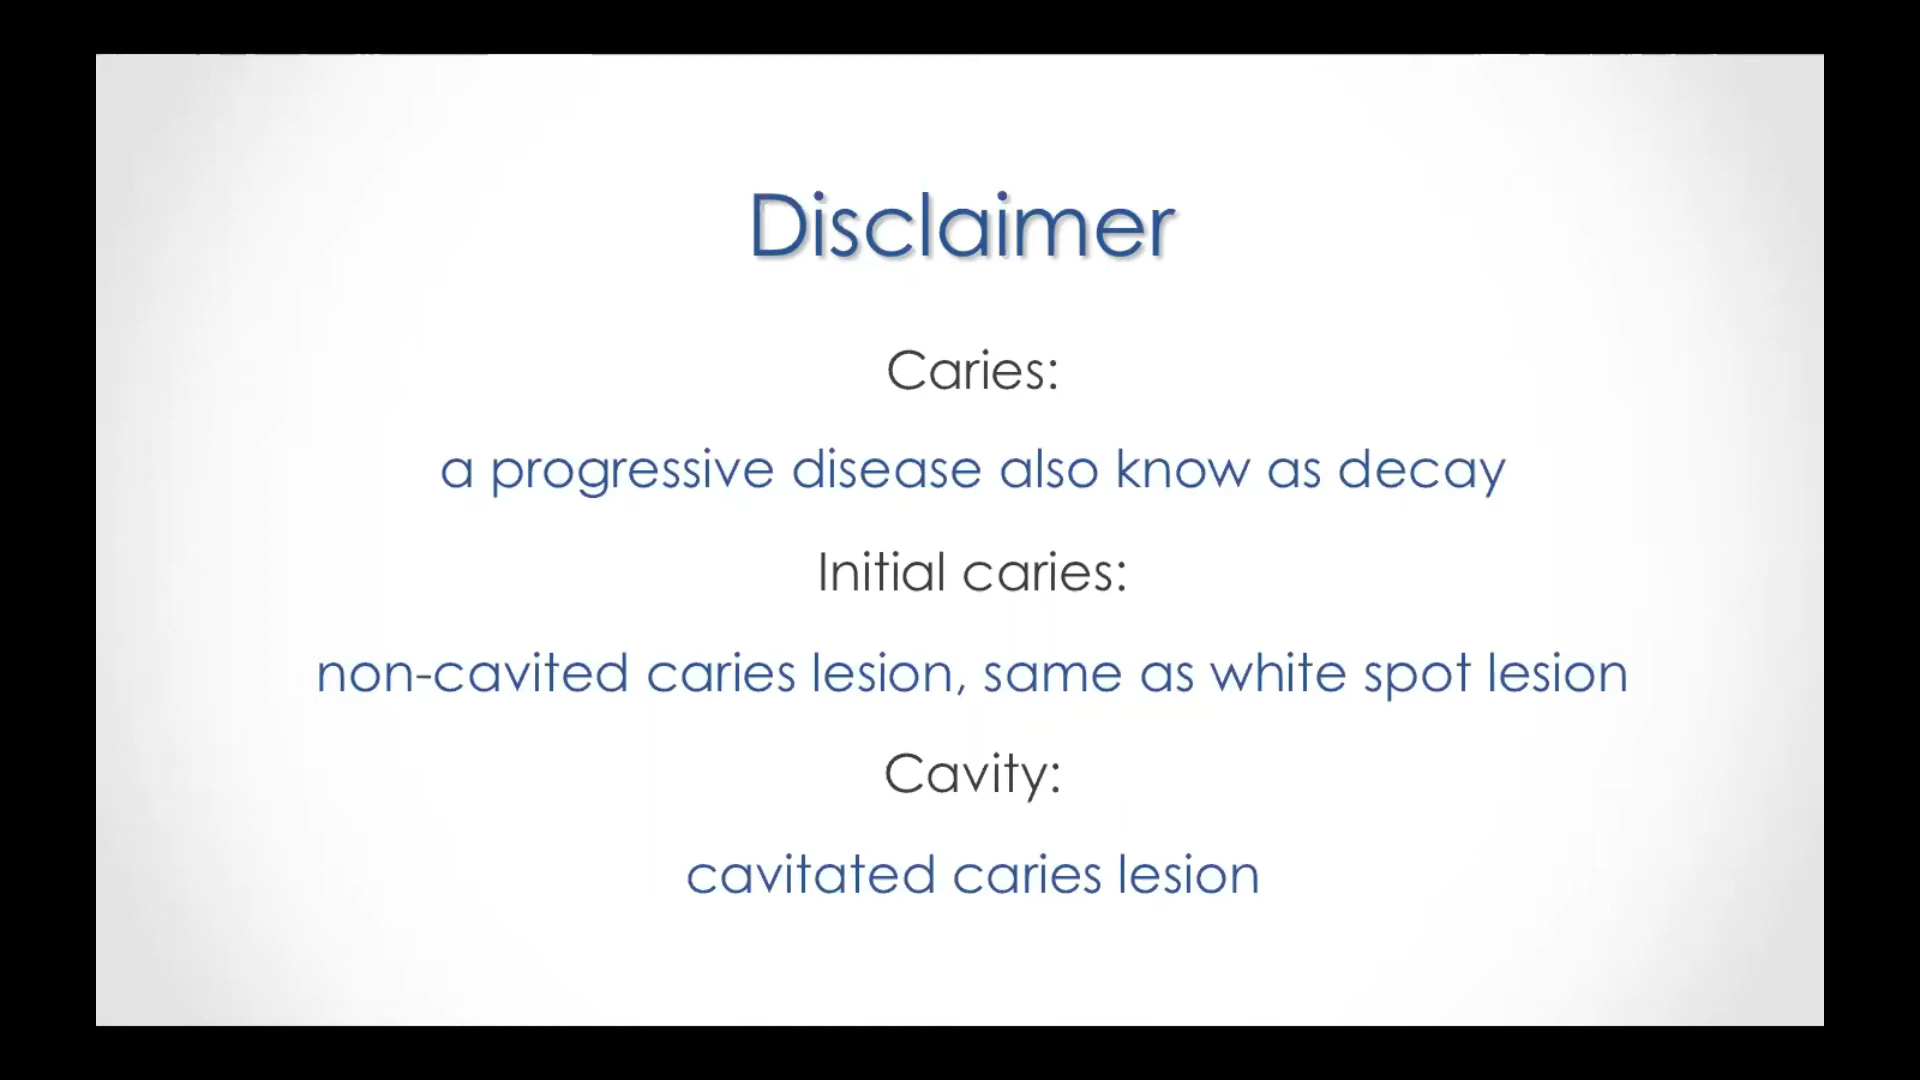 Disclaimer
Caries:
a progressive disease also know as decay
Initial caries:
non-cavited caries lesion, same as white spot lesion
Cavity:
cavitated caries lesion